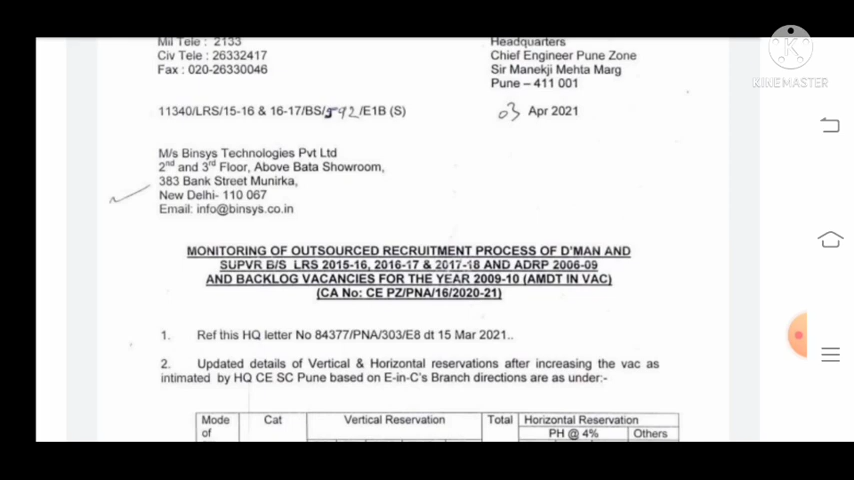 Mil Tele : 2133
Headquarters
Civ Tele : 26332417
Chief Engineer Pune Zone
Fax : 020-26330046
Sir Manekji Mehta Marg
Pune – 411 001
11340/LRS/15-16 & 16-17/BS/592/E1B (S)
03 Apr 2021
M/s Binsys Technologies Pvt Ltd
2nd and 3rd Floor, Above Bata Showroom,
383 Bank Street Munirka,
New Delhi- 110 067
Email: info@binsys.co.in
MONITORING OF OUTSOURCED RECRUITMENT PROCESS OF D'MAN AND
SUPVR B/S LRS 2015-16, 2016-17 & 2017-18 AND ADRP 2006-09
AND BACKLOG VACANCIES FOR THE YEAR 2009-10 (AMDT IN VAC)
(CA No: CE PZ/PNA/16/2020-21)
1. Ref this HQ letter No 84377/PNA/303/E8 dt 15 Mar 2021..
2. Updated details of Vertical & Horizontal reservations after increasing the vac as
intimated by HQ CE SC Pune based on E-in-C's Branch directions are as under:-
Mode of
Cat
Vertical Reservation
Total
Horizontal Reservation
PH @ 4%
Others
K
KINEMASTER